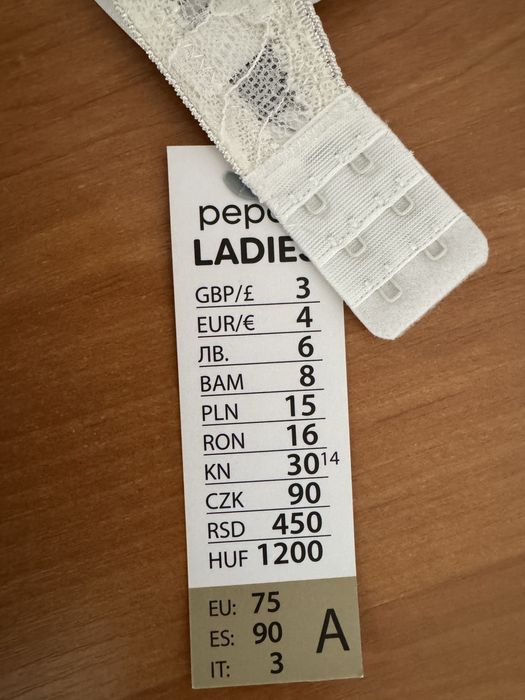 LADIES
GBP/£ 3
EUR/€ 4
ЛВ. 6
BAM 8
PLN 15
RON 16
KN 30 14
CZK 90
RSD 450
HUF 1200
EU: 75
ES: 90
IT: 3
A